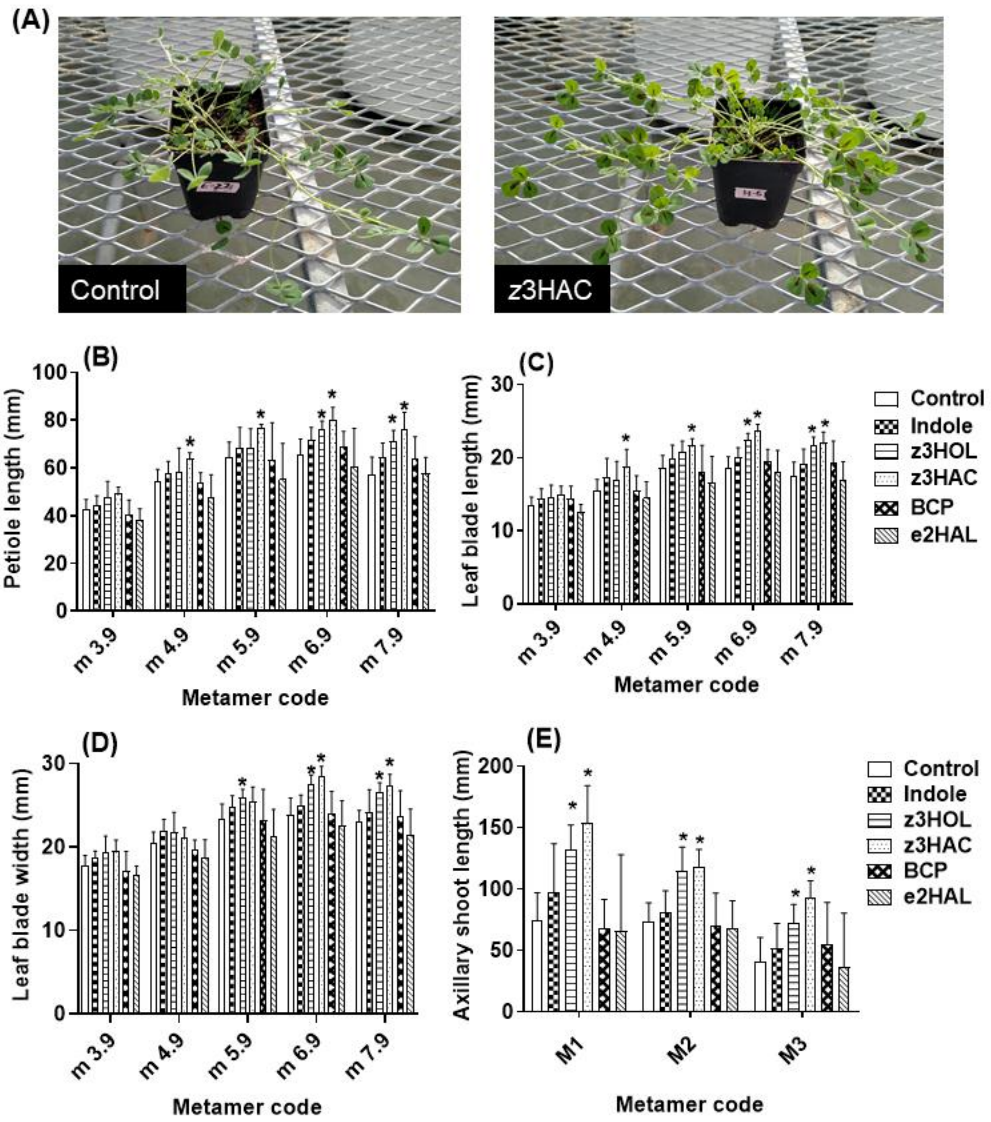 (A)
Control
z3HAC
(B)
Petiole length (mm)
100
80
60
40
20
0
* * * * * *
m 3.9 m 4.9 m 5.9 m 6.9 m 7.9
Metamer code
(C)
Leaf blade length (mm)
30
20
10
0
* * * * * *
m 3.9 m 4.9 m 5.9 m 6.9 m 7.9
Metamer code
Control
Indole
z3HOL
z3HAC
BCP
e2HAL
(D)
Leaf blade width (mm)
30
20
10
0
* * * * *
m 3.9 m 4.9 m 5.9 m 6.9 m 7.9
Metamer code
(E)
Axillary shoot length (mm)
200
150
100
50
0
* * * * * *
M1 M2 M3
Metamer code
Control
Indole
z3HOL
z3HAC
BCP
e2HAL